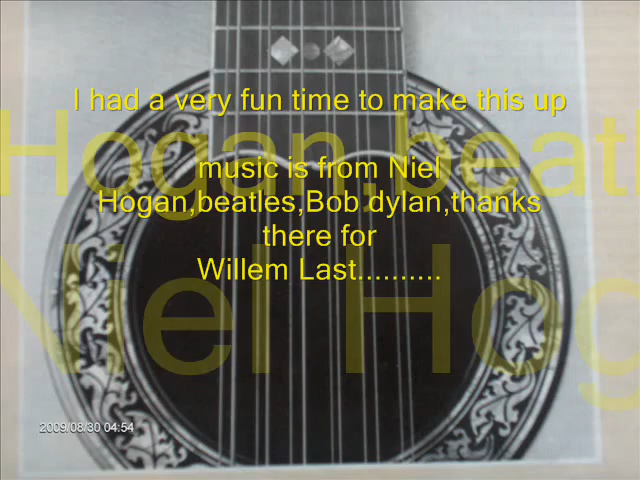 I had a very fun time to make this up
music is from Niel
Hogan,beatles,Bob dylan,thanks
there for
Willem Last..........
Hogan,beatl
Niel Hog
2009/08/30 04:54